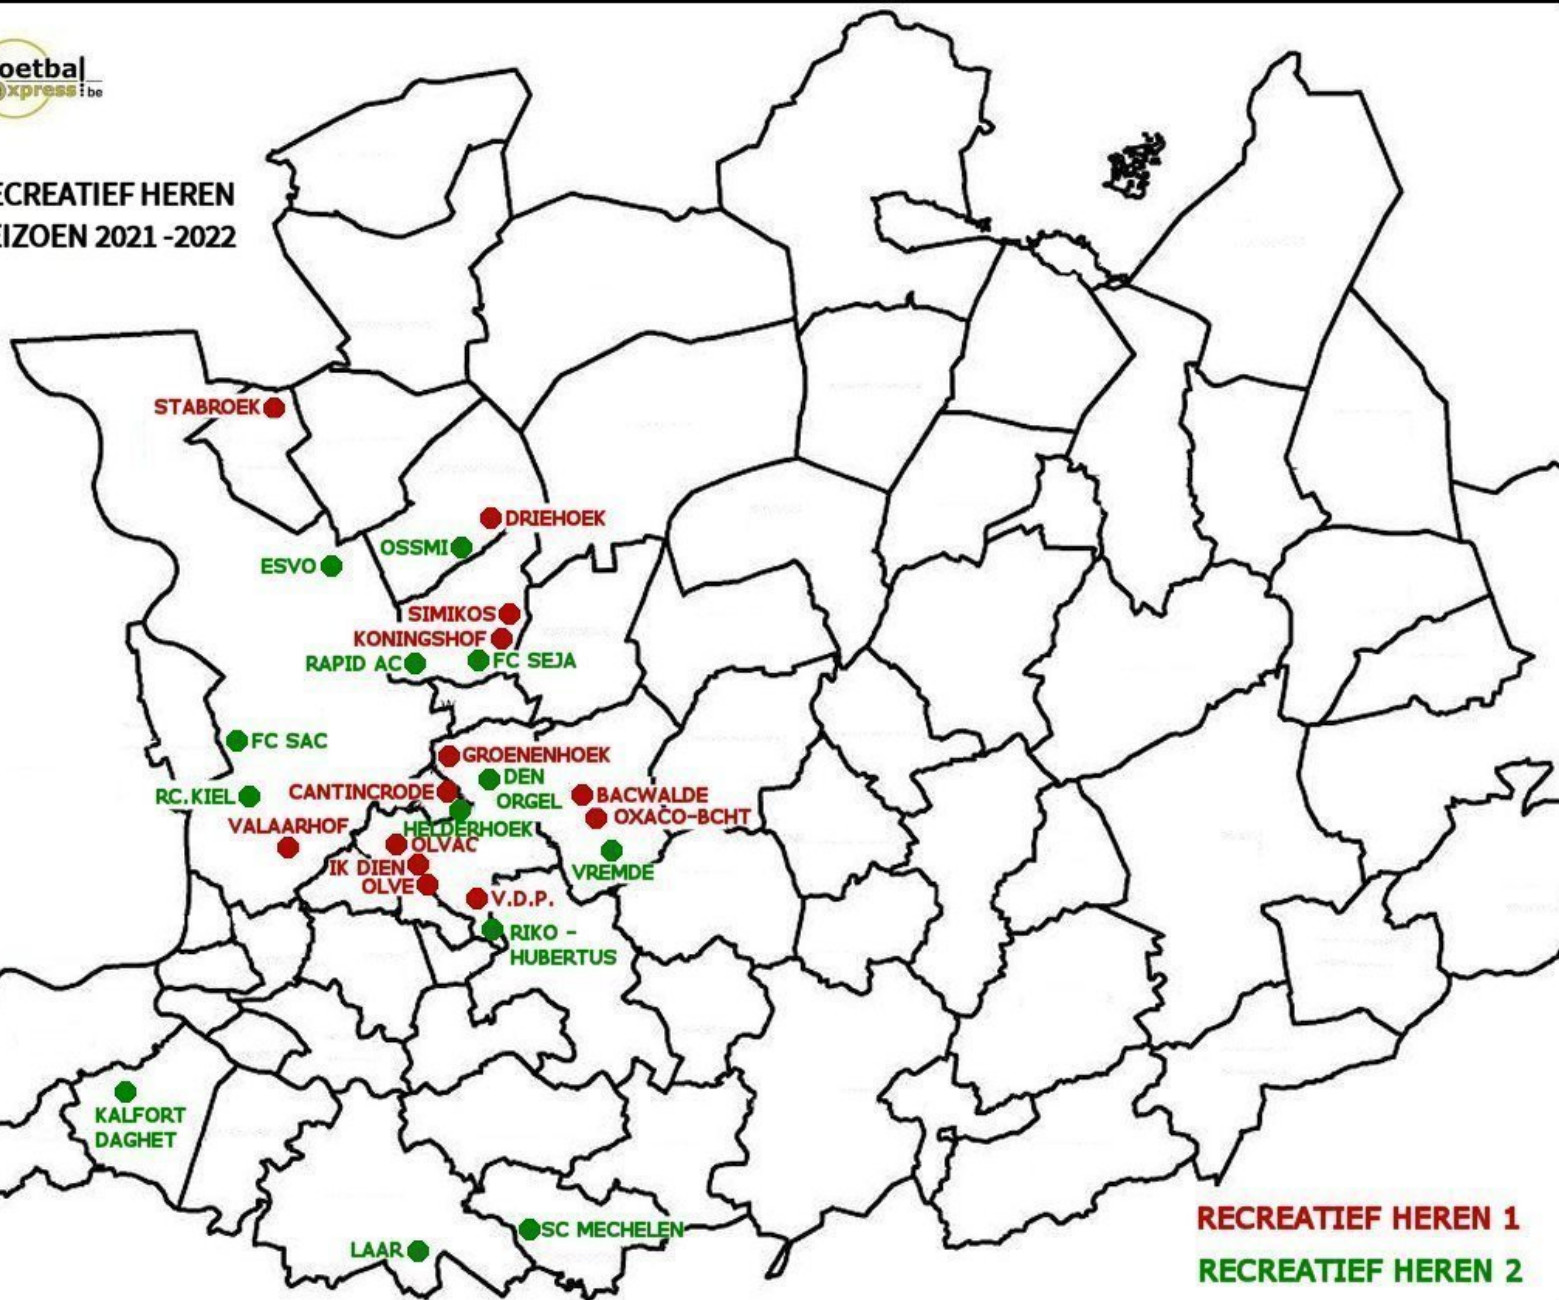 oetbal
xpress.be
ECREATIEF HEREN
EIZOEN 2021 -2022
STABROEK
DRIEHOEK
OSSMI
ESVO
SIMIKOS
KONINGSHOF
RAPID AC
FC SEJA
FC SAC
GROENENHOEK
DEN
ORGEL
CANTINCRODE
BACWALDE
RC.KIEL
OXACO-BCHT
VALAARHOF
HELDERHOEK
OLVAC
IK DIEN
VREMDE
OLVE
V.D.P.
RIKO -
HUBERTUS
KALFORT
DAGHET
SC MECHELEN
LAAR
RECREATIEF HEREN 1
RECREATIEF HEREN 2